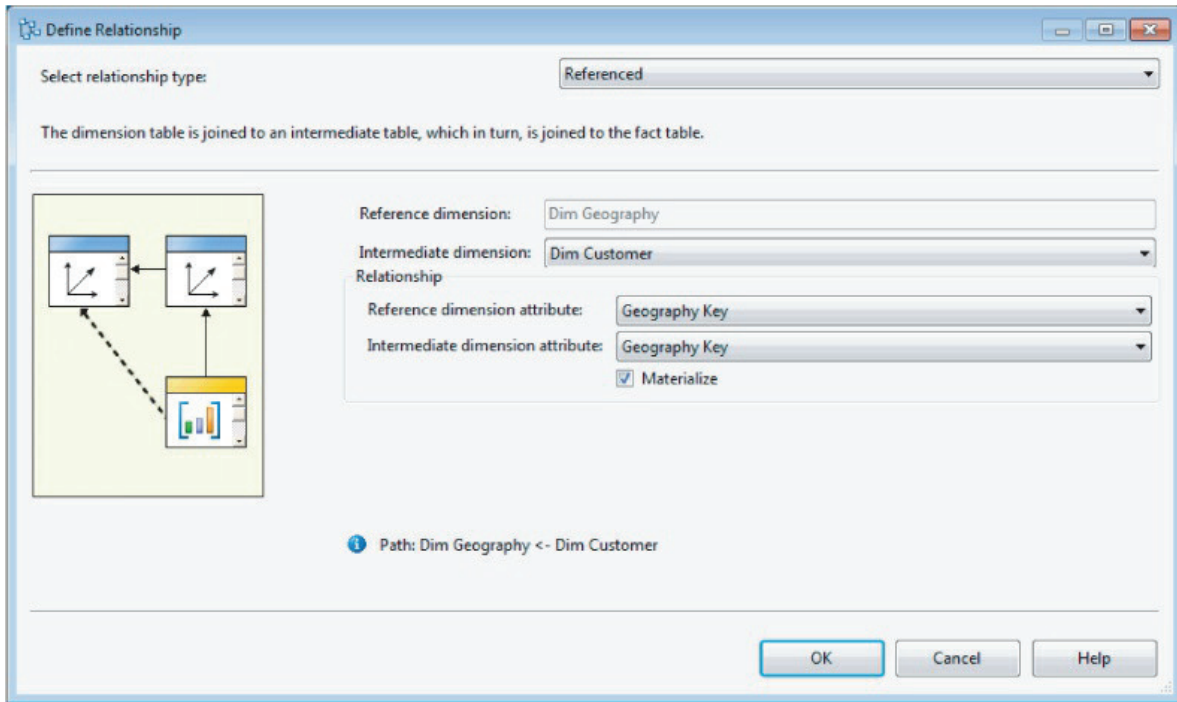 Define Relationship
Select relationship type:
Referenced
The dimension table is joined to an intermediate table, which in turn, is joined to the fact table.
Reference dimension:
Dim Geography
Intermediate dimension:
Dim Customer
Relationship
Reference dimension attribute:
Geography Key
Intermediate dimension attribute:
Geography Key
Materialize
Path: Dim Geography <- Dim Customer
OK
Cancel
Help